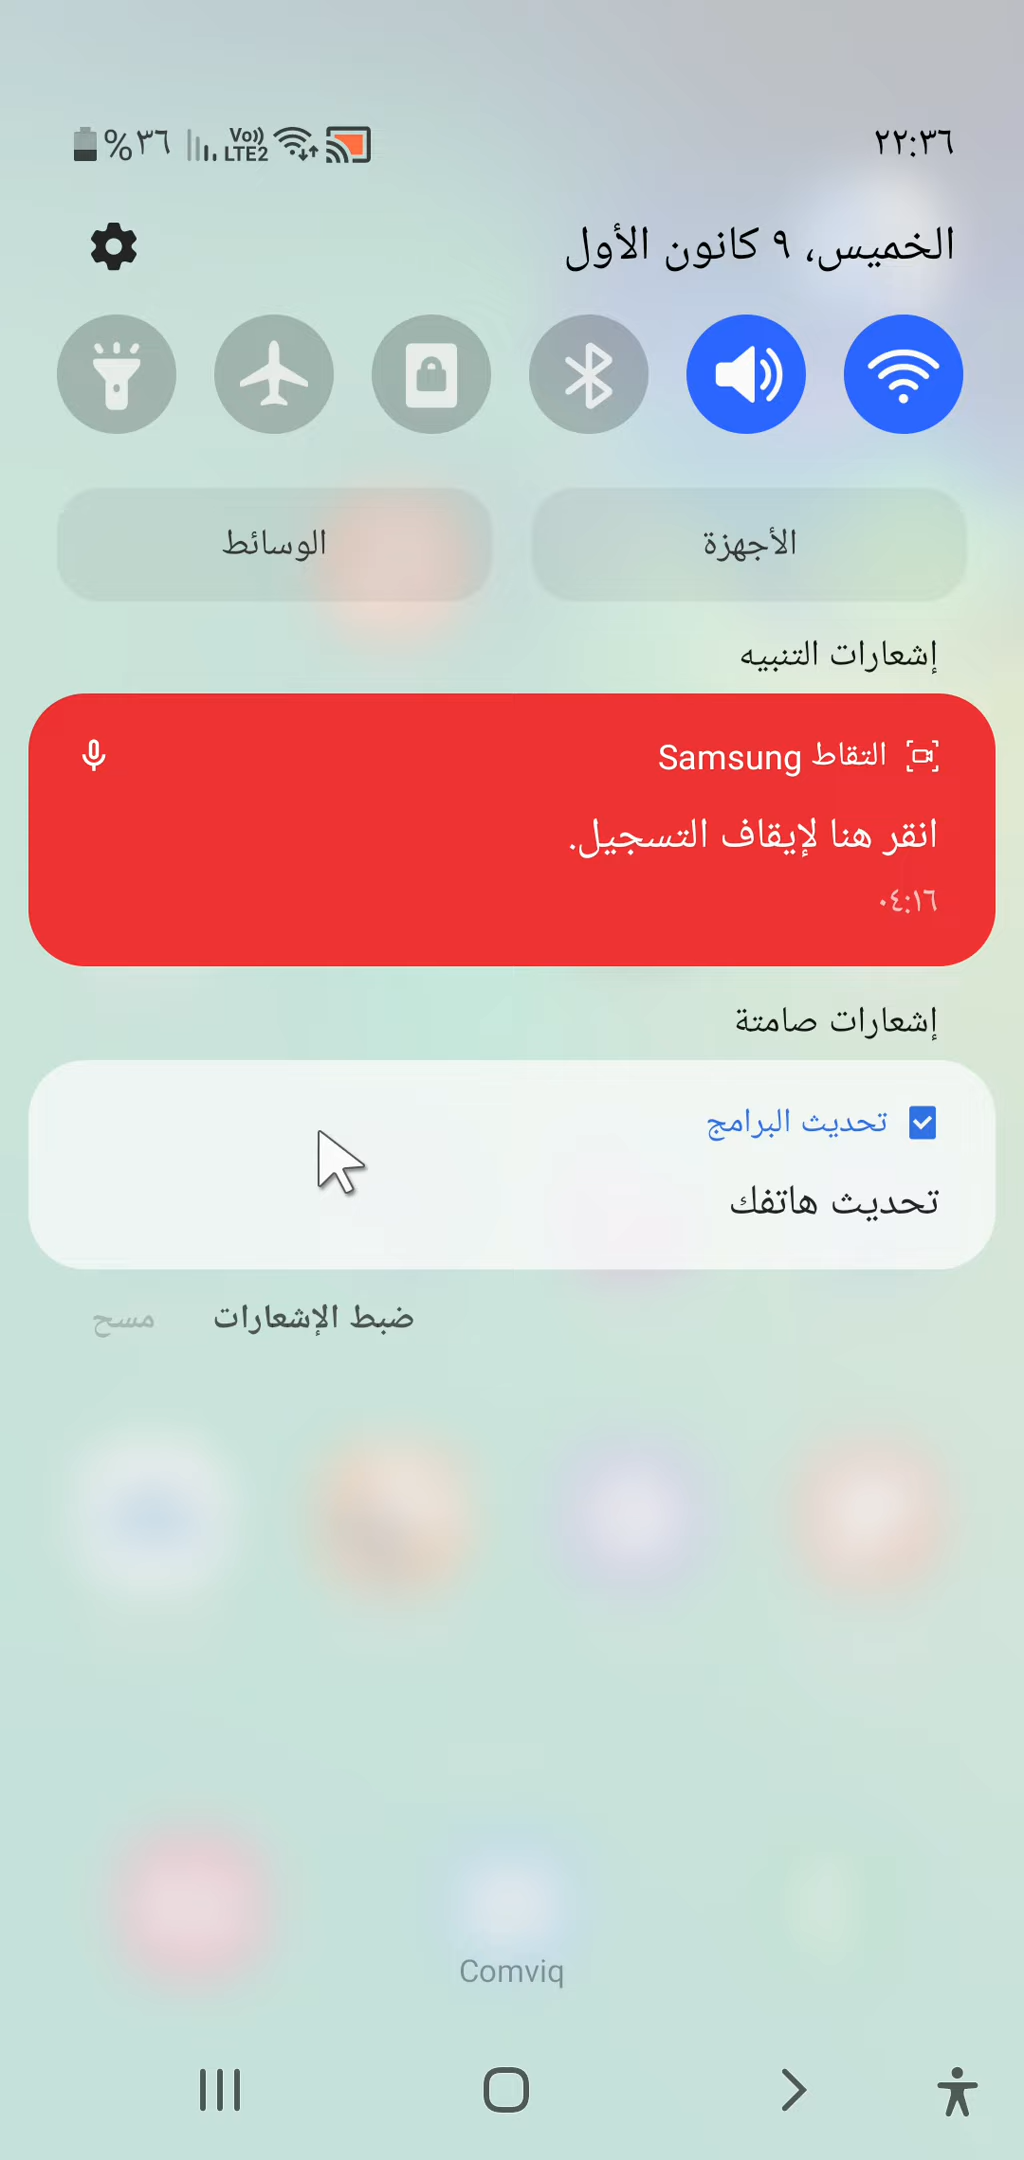 ٢٢:٣٦
Vo)) LTE2 %٣٦
الخميس، ٩ كانون الأول
الأجهزة
الوسائط
إشعارات التنبيه
التقاط Samsung
انقر هنا لإيقاف التسجيل.
٠٤:١٦
إشعارات صامتة
تحديث البرامج
تحديث هاتفك
ضبط الإشعارات
مسح
Comviq